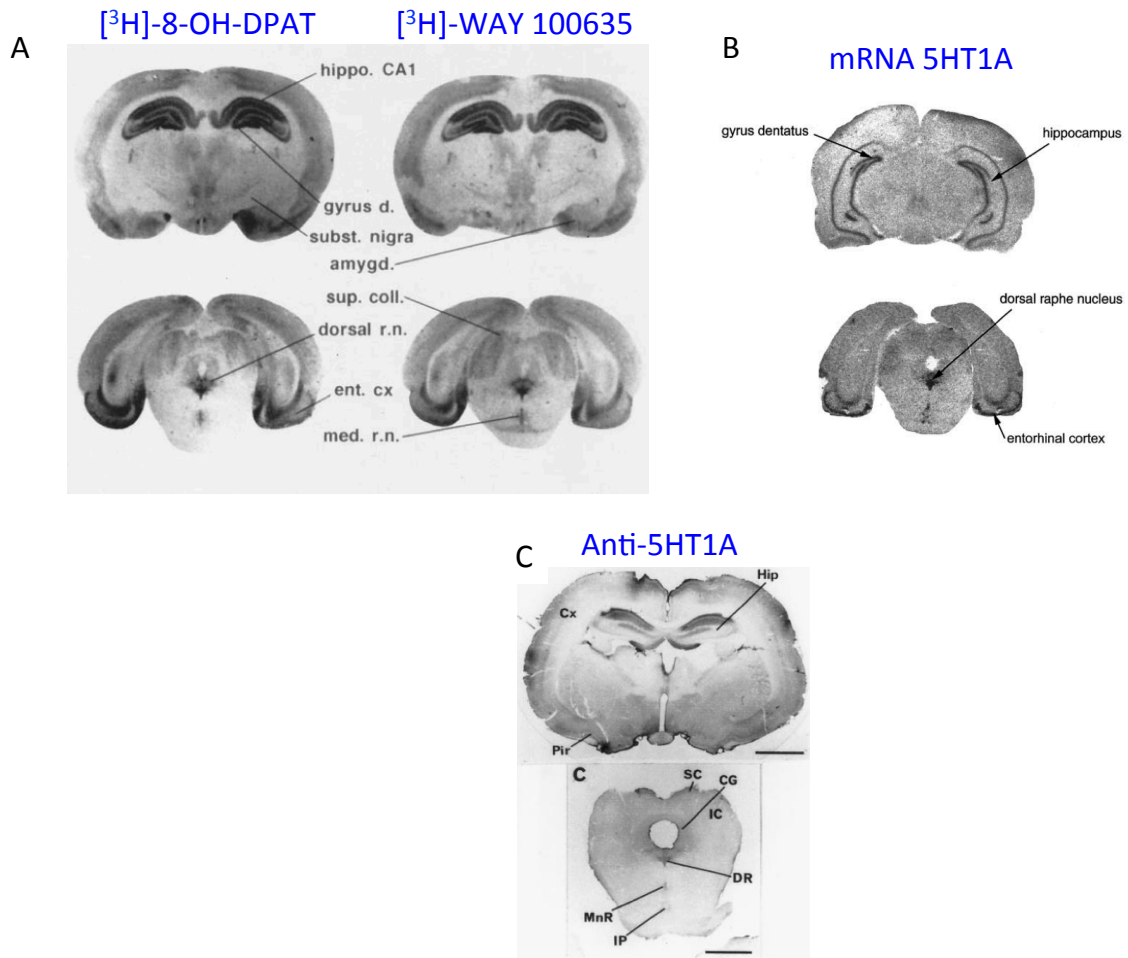 A
[³H]-8-OH-DPAT
[³H]-WAY 100635
hippo. CA1
gyrus d.
subst. nigra
amygd.
sup. coll.
dorsal r.n.
ent. cx
med. r.n.
B
mRNA 5HT1A
gyrus dentatus
hippocampus
dorsal raphe nucleus
entorhinal cortex
C
Anti-5HT1A
Hip
Cx
Pir
C
SC
CG
IC
DR
MnR
IP